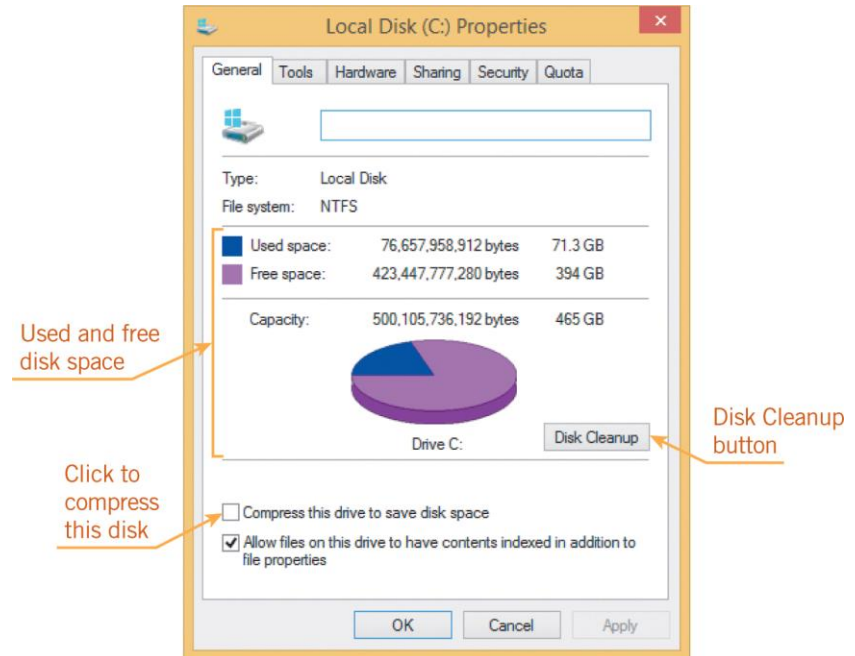 Local Disk (C:) Properties
General Tools Hardware Sharing Security Quota
Type: Local Disk
File system: NTFS
Used space: 76,657,958,912 bytes 71.3 GB
Free space: 423,447,777,280 bytes 394 GB
Capacity: 500,105,736,192 bytes 465 GB
Used and free
disk space
Drive C:
Disk Cleanup
Disk Cleanup
button
Click to
compress
this disk
Compress this drive to save disk space
Allow files on this drive to have contents indexed in addition to
file properties
OK Cancel Apply